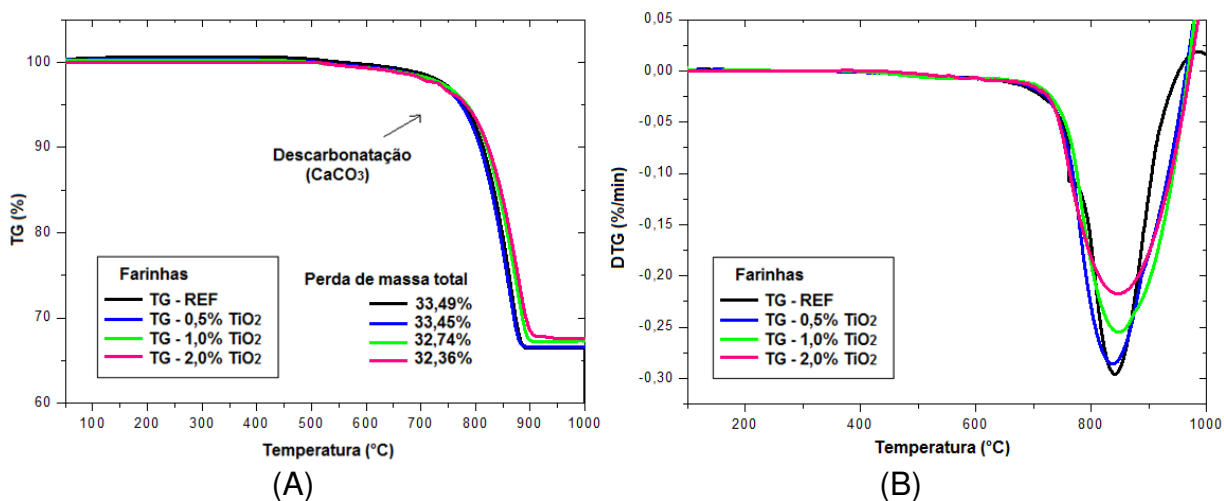 TG (%)
100
90
80
70
60
Descarbonatação
(CaCO3)
Farinhas
TG - REF
TG - 0,5% TiO2
TG - 1,0% TiO2
TG - 2,0% TiO2
Perda de massa total
33,49%
33,45%
32,74%
32,36%
100 200 300 400 500 600 700 800 900 1000
Temperatura (°C)
(A)
DTG (%/min)
0,05
0,00
-0,05
-0,10
-0,15
-0,20
-0,25
-0,30
Farinhas
TG - REF
TG - 0,5% TiO2
TG - 1,0% TiO2
TG - 2,0% TiO2
200 400 600 800 1000
Temperatura (°C)
(B)